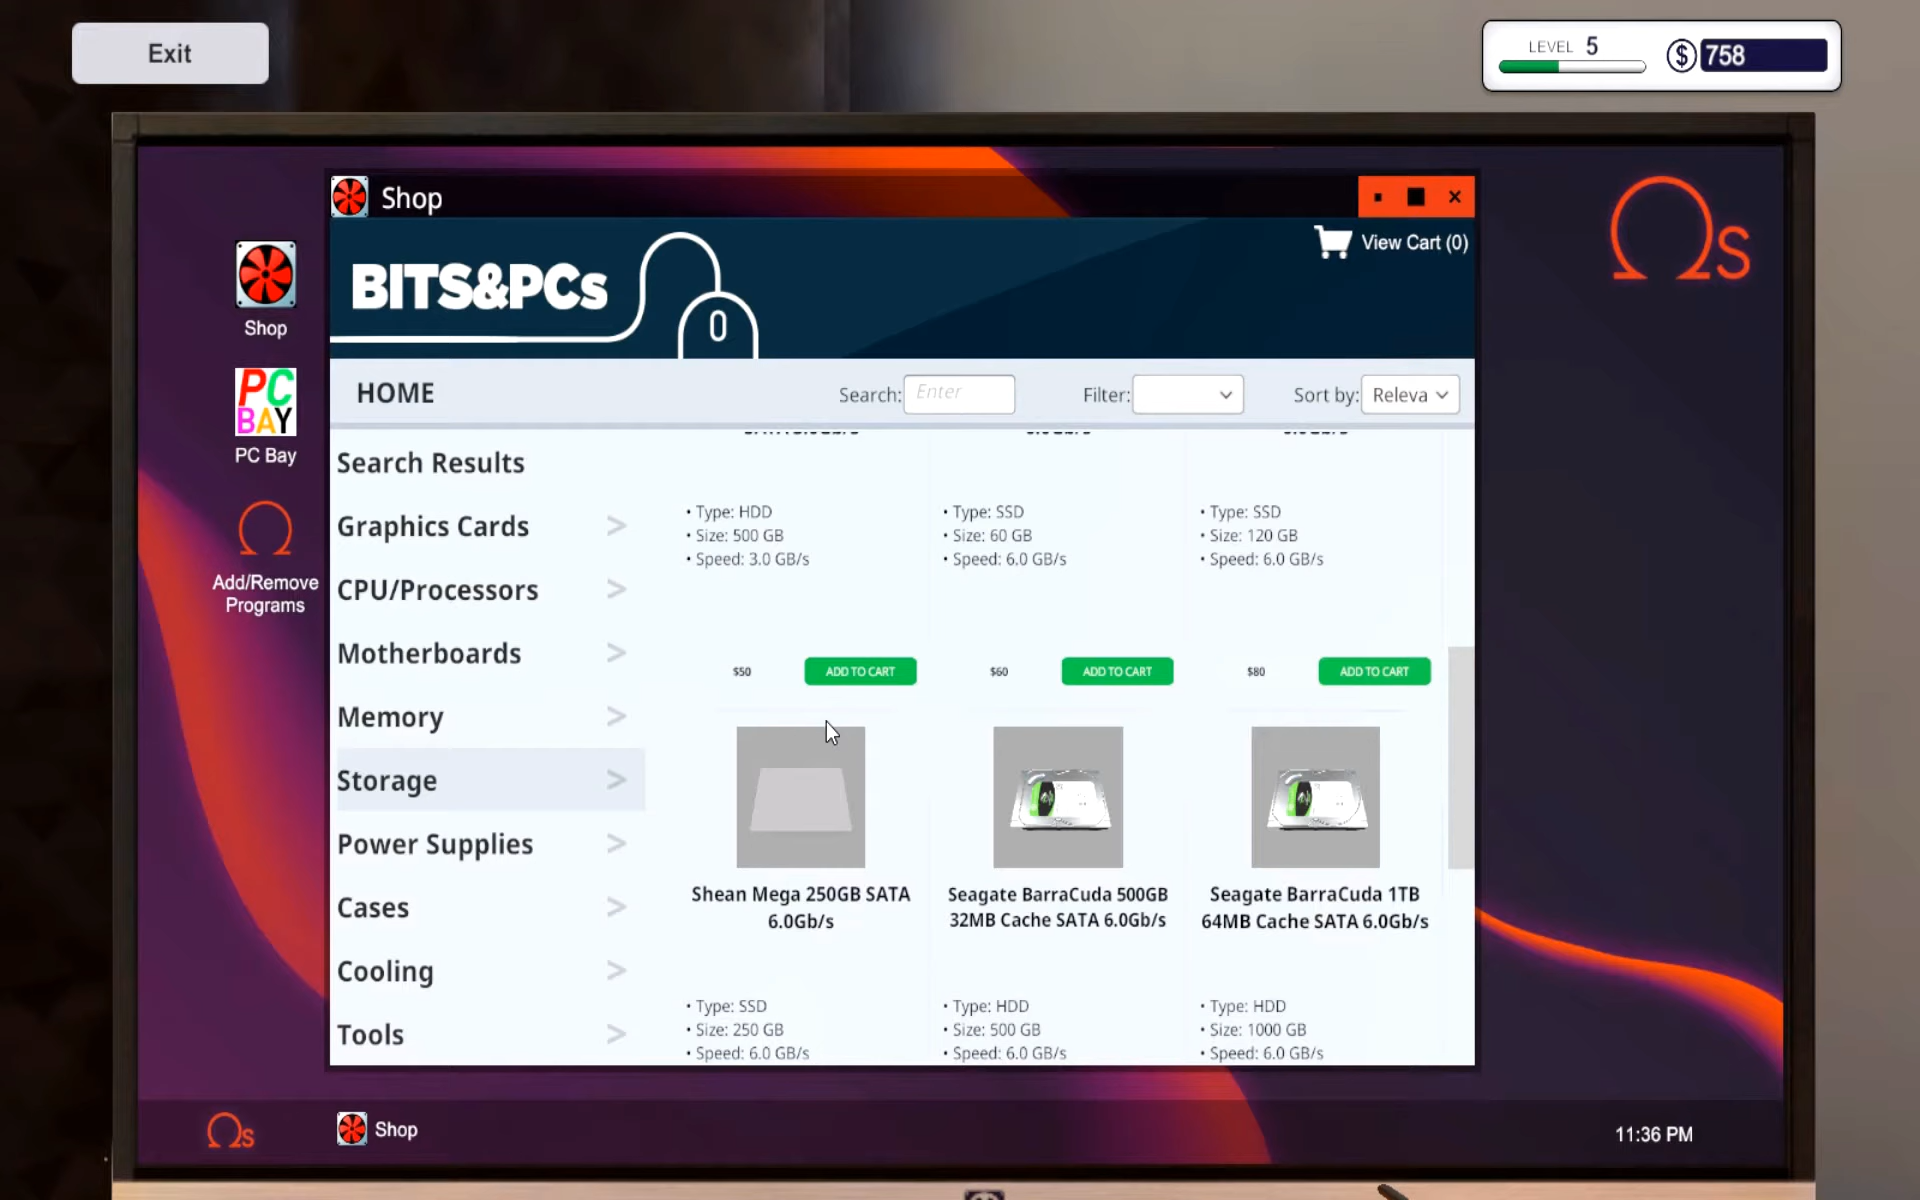 Exit
LEVEL 5
$ 758
Shop
View Cart (0)
BITS&PCs
Ωs
Shop
PC
BAY
PC Bay
Add/Remove
Programs
HOME
Search: Enter
Filter:
Sort by: Releva
Search Results
Graphics Cards >
CPU/Processors >
Motherboards >
Memory >
Storage >
Power Supplies >
Cases >
Cooling >
Tools >
• Type: HDD
• Size: 500 GB
• Speed: 3.0 GB/s
$50 ADD TO CART
• Type: SSD
• Size: 60 GB
• Speed: 6.0 GB/s
$60 ADD TO CART
• Type: SSD
• Size: 120 GB
• Speed: 6.0 GB/s
$80 ADD TO CART
Shean Mega 250GB SATA
6.0Gb/s
• Type: SSD
• Size: 250 GB
• Speed: 6.0 GB/s
Seagate BarraCuda 500GB
32MB Cache SATA 6.0Gb/s
• Type: HDD
• Size: 500 GB
• Speed: 6.0 GB/s
Seagate BarraCuda 1TB
64MB Cache SATA 6.0Gb/s
• Type: HDD
• Size: 1000 GB
• Speed: 6.0 GB/s
Ωs
Shop
11:36 PM